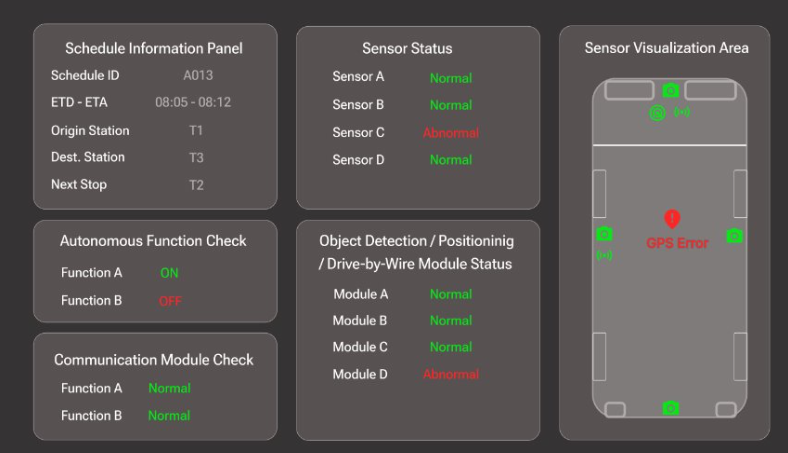 Schedule Information Panel
Schedule ID A013
ETD - ETA 08:05 - 08:12
Origin Station T1
Dest. Station T3
Next Stop T2
Autonomous Function Check
Function A ON
Function B OFF
Communication Module Check
Function A Normal
Function B Normal
Sensor Status
Sensor A Normal
Sensor B Normal
Sensor C Abnormal
Sensor D Normal
Object Detection / Positioninig
/ Drive-by-Wire Module Status
Module A Normal
Module B Normal
Module C Normal
Module D Abnormal
Sensor Visualization Area
GPS Error